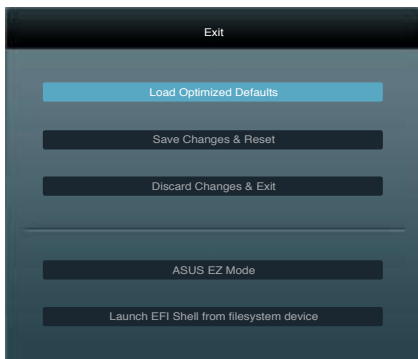 Exit
Load Optimized Defaults
Save Changes & Reset
Discard Changes & Exit
ASUS EZ Mode
Launch EFI Shell from filesystem device